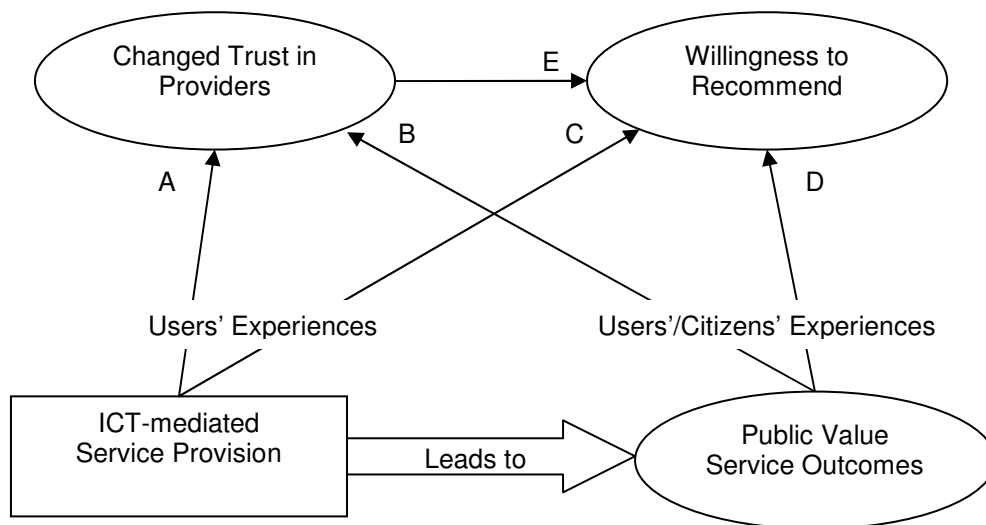 Changed Trust in
Providers
Willingness to
Recommend
E
A
B
C
D
Users’ Experiences
Users’/Citizens’ Experiences
ICT-mediated
Service Provision
Leads to
Public Value
Service Outcomes